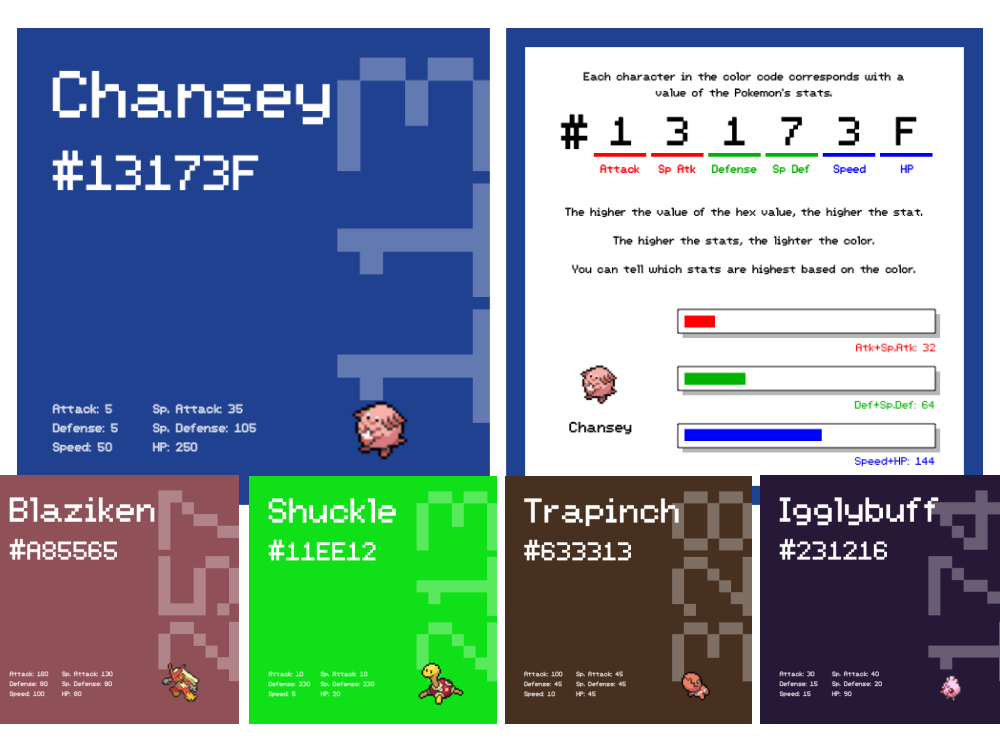 Chansey
#13173F
113
Attack: 5 Sp. Attack: 35
Defense: 5 Sp. Defense: 105
Speed: 50 HP: 250
Each character in the color code corresponds with a
value of the Pokemon's stats.
#13173F
Attack Sp Atk Defense Sp Def Speed HP
The higher the value of the hex value, the higher the stat.
The higher the stats, the lighter the color.
You can tell which stats are highest based on the color.
Atk+Sp.Atk: 32
Def+Sp.Def: 64
Speed+HP: 144
Chansey
Blaziken
#A85565
257
Attack: 160 Sp. Attack: 130
Defense: 80 Sp. Defense: 80
Speed: 100 HP: 80
Shuckle
#11EE12
213
Attack: 10 Sp. Attack: 10
Defense: 230 Sp. Defense: 230
Speed: 5 HP: 20
Trapinch
#633313
328
Attack: 100 Sp. Attack: 45
Defense: 45 Sp. Defense: 45
Speed: 10 HP: 45
Igglybuff
#231216
174
Attack: 30 Sp. Attack: 40
Defense: 15 Sp. Defense: 20
Speed: 15 HP: 90